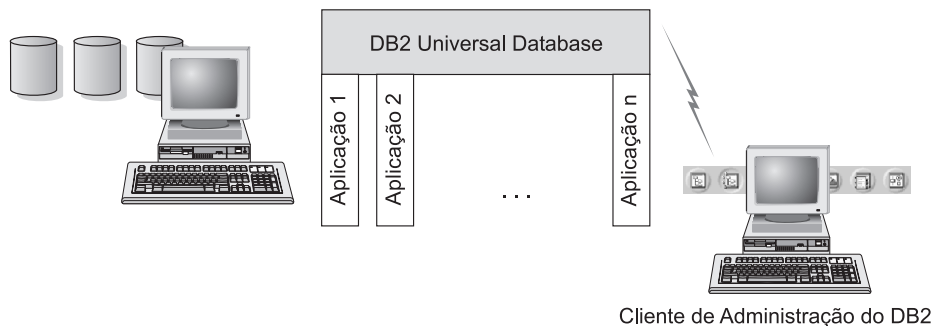 DB2 Universal Database
Aplicação 1
Aplicação 2
...
Aplicação n
Cliente de Administração do DB2